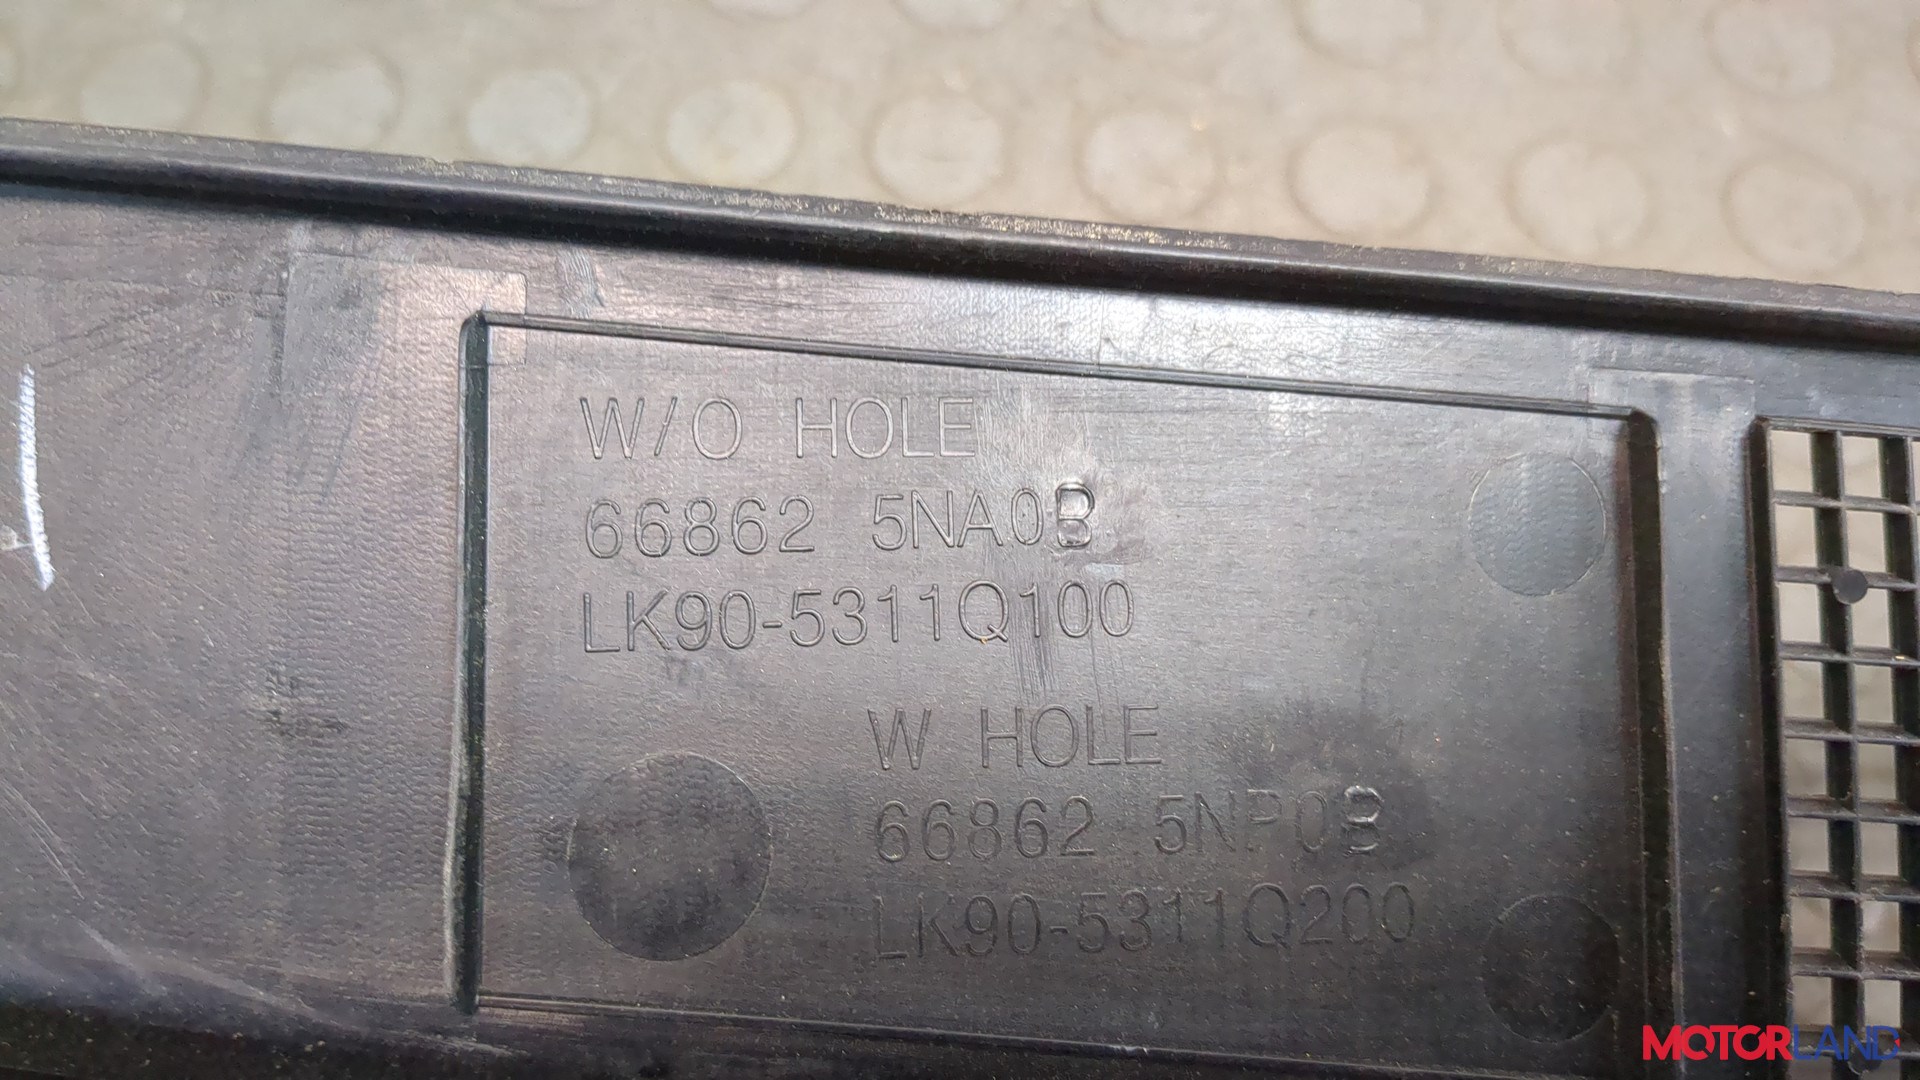 W/O HOLE
66862 5NA0B
LK90-5311Q100
W HOLE
66862 5NP0B
LK90-5311Q200
MOTORLAND